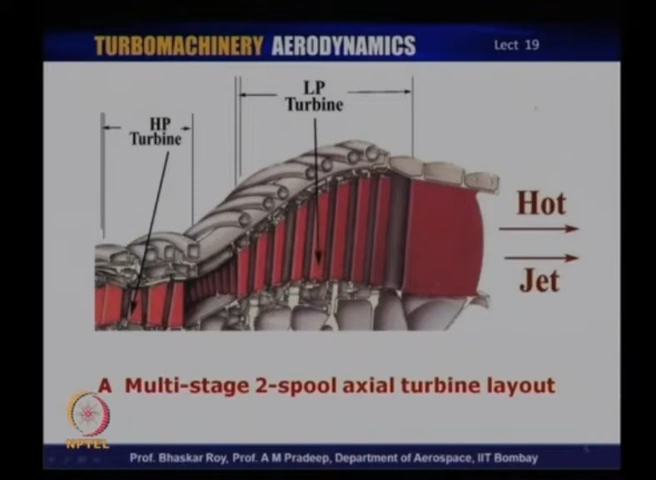 TURBOMACHINERY AERODYNAMICS
Lect 19
LP
Turbine
HP
Turbine
Hot
Jet
A Multi-stage 2-spool axial turbine layout
NPTEL
Prof. Bhaskar Roy, Prof. A M Pradeep, Department of Aerospace, IIT Bombay